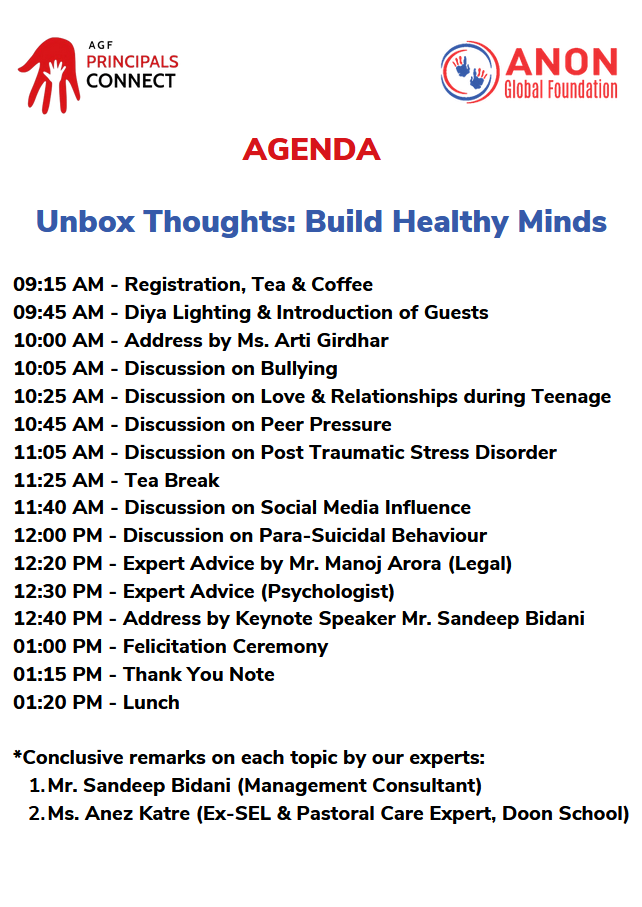 AGF
PRINCIPALS
CONNECT
ANON
Global Foundation
AGENDA
Unbox Thoughts: Build Healthy Minds
09:15 AM - Registration, Tea & Coffee
09:45 AM - Diya Lighting & Introduction of Guests
10:00 AM - Address by Ms. Arti Girdhar
10:05 AM - Discussion on Bullying
10:25 AM - Discussion on Love & Relationships during Teenage
10:45 AM - Discussion on Peer Pressure
11:05 AM - Discussion on Post Traumatic Stress Disorder
11:25 AM - Tea Break
11:40 AM - Discussion on Social Media Influence
12:00 PM - Discussion on Para-Suicidal Behaviour
12:20 PM - Expert Advice by Mr. Manoj Arora (Legal)
12:30 PM - Expert Advice (Psychologist)
12:40 PM - Address by Keynote Speaker Mr. Sandeep Bidani
01:00 PM - Felicitation Ceremony
01:15 PM - Thank You Note
01:20 PM - Lunch
*Conclusive remarks on each topic by our experts:
1. Mr. Sandeep Bidani (Management Consultant)
2. Ms. Anez Katre (Ex-SEL & Pastoral Care Expert, Doon School)